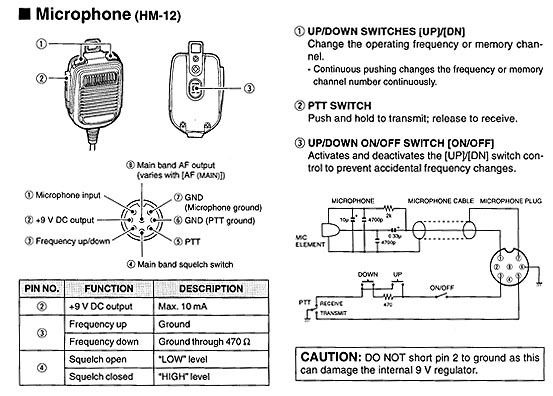 ■ Microphone (HM-12)
①
②
③
⑧ Main band AF output
(varies with [AF (MAIN)])
① Microphone input
② +9 V DC output
③ Frequency up/down
⑦ GND
(Microphone ground)
⑥ GND (PTT ground)
⑤ PTT
④ Main band squelch switch
PIN NO. FUNCTION DESCRIPTION
② +9 V DC output Max. 10 mA
③ Frequency up Ground
Frequency down Ground through 470 Ω
④ Squelch open "LOW" level
Squelch closed "HIGH" level
① UP/DOWN SWITCHES [UP]/[DN]
Change the operating frequency or memory chan-
nel.
- Continuous pushing changes the frequency or memory
channel number continuously.
② PTT SWITCH
Push and hold to transmit; release to receive.
③ UP/DOWN ON/OFF SWITCH [ON/OFF]
Activates and deactivates the [UP]/[DN] switch con-
trol to prevent accidental frequency changes.
MICROPHONE MICROPHONE CABLE MICROPHONE PLUG
2k
10μ 4700p
0.33μ
4700p
MIC
ELEMENT
DOWN UP
ON/OFF
470
PTT
RECEIVE
TRANSMIT
CAUTION: DO NOT short pin 2 to ground as this
can damage the internal 9 V regulator.